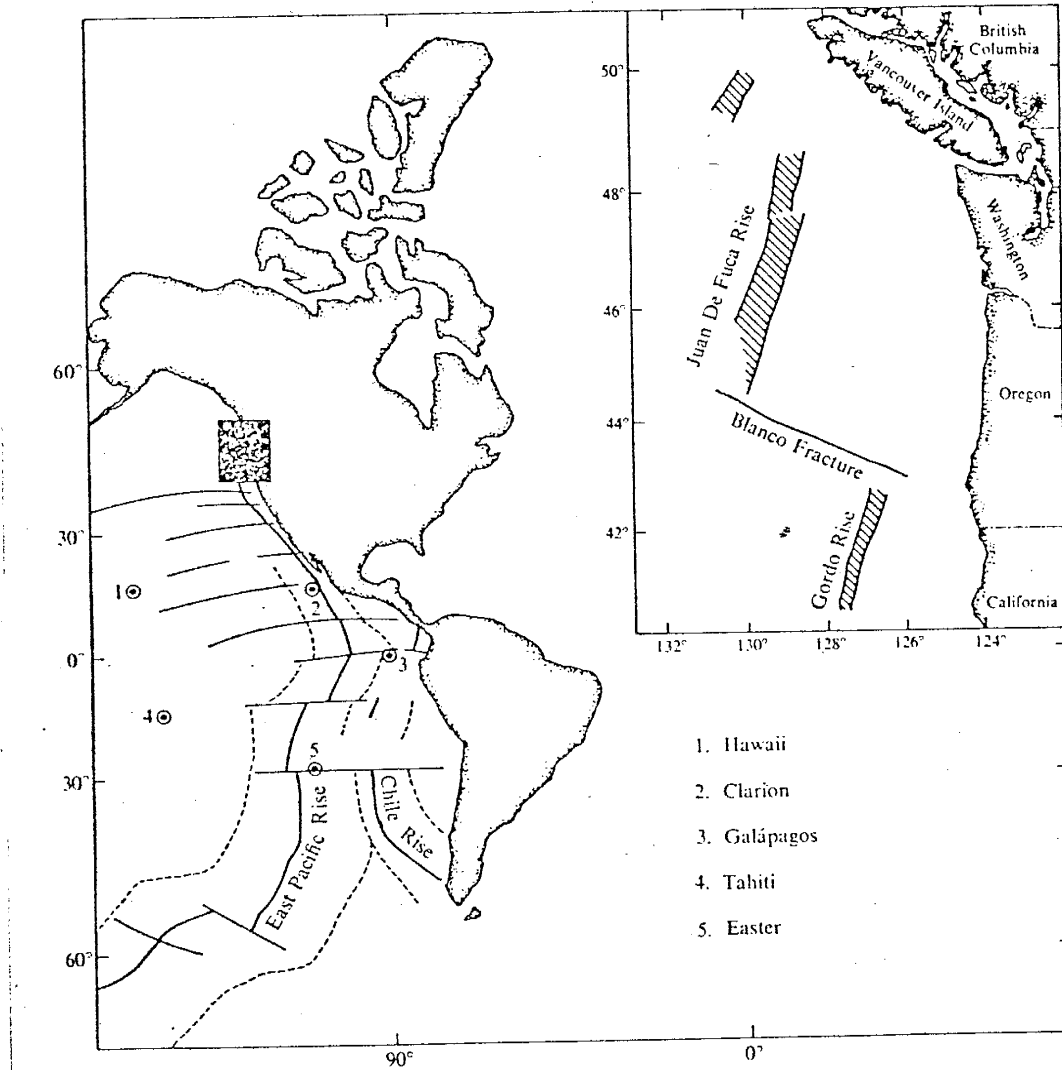 60°
30°
0°
30°
60°
90°
0°
1
2
3
4
5
East Pacific Rise
Chile Rise
50°
48°
46°
44°
42°
132°
130°
128°
126°
124°
British
Columbia
Vancouver Island
Washington
Oregon
California
Juan De Fuca Rise
Blanco Fracture
Gordo Rise
1. Hawaii
2. Clarion
3. Galápagos
4. Tahiti
5. Easter